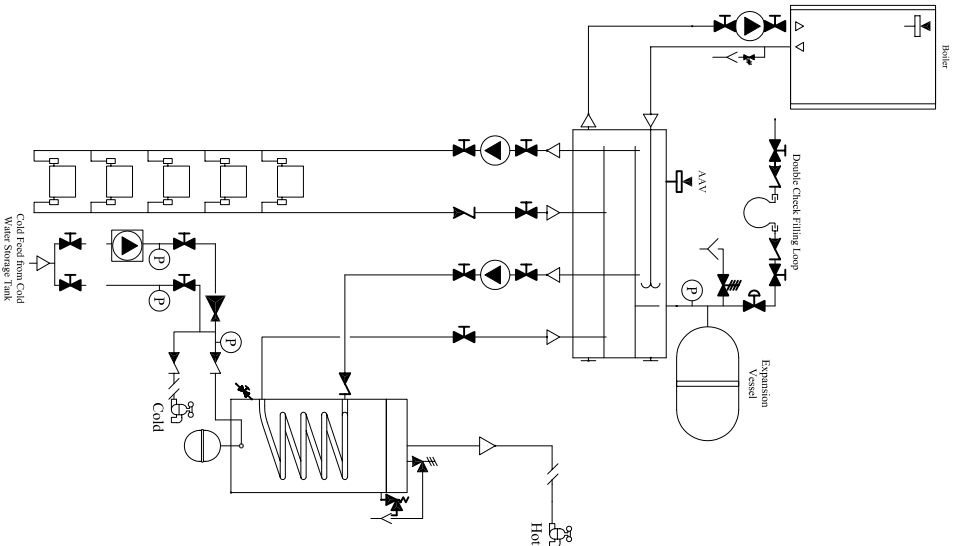 Boiler
Double Check Filling Loop
AAV
P
Expansion
Vessel
Cold Feed from Cold
Water Storage Tank
P
P
P
Cold
Hot